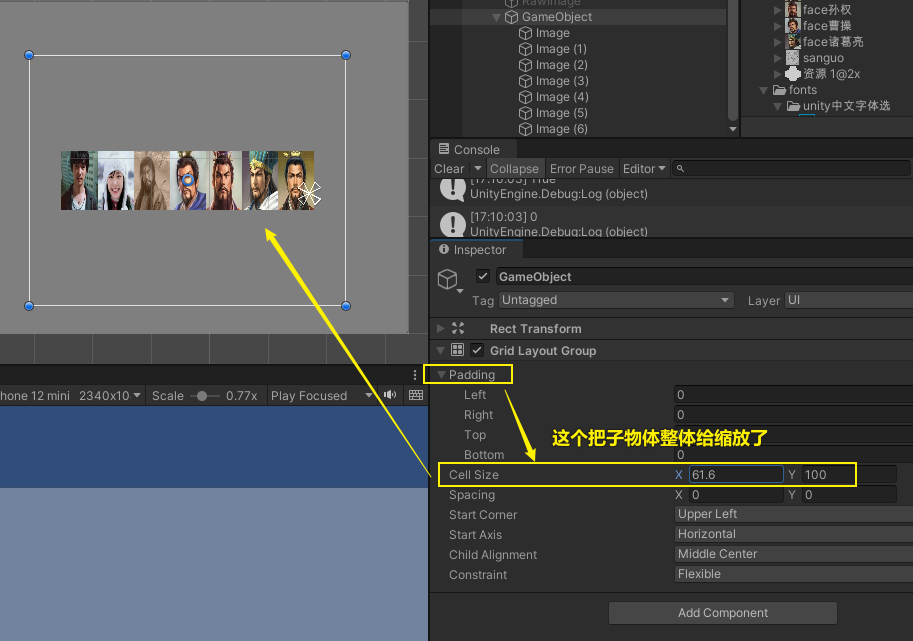 RawImage
GameObject
Image
Image (1)
Image (2)
Image (3)
Image (4)
Image (5)
Image (6)
face孙权
face曹操
face诸葛亮
sanguo
资源 1@2x
fonts
unity中文字体选
Console
Clear
Collapse
Error Pause
Editor
[17:10:03] True
UnityEngine.Debug:Log (object)
[17:10:03] 0
UnityEngine.Debug:Log (object)
Inspector
GameObject
Tag Untagged
Layer UI
Rect Transform
Grid Layout Group
Padding
Left 0
Right 0
Top
Bottom 0
这个把子物体整体给缩放了
Cell Size X 61.6 Y 100
Spacing X 0 Y 0
Start Corner Upper Left
Start Axis Horizontal
Child Alignment Middle Center
Constraint Flexible
Add Component
hone 12 mini 2340x10
Scale 0.77x
Play Focused